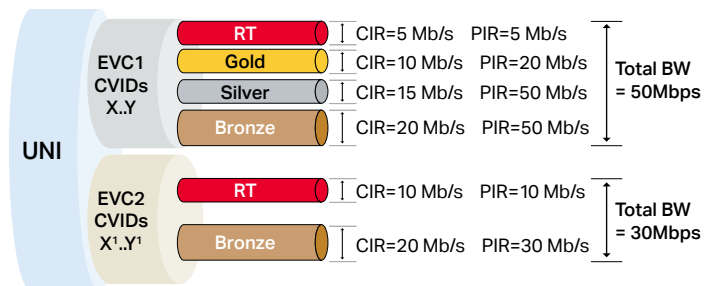 UNI
EVC1
CVIDs
X..Y
RT CIR=5 Mb/s PIR=5 Mb/s
Gold CIR=10 Mb/s PIR=20 Mb/s
Silver CIR=15 Mb/s PIR=50 Mb/s
Bronze CIR=20 Mb/s PIR=50 Mb/s
Total BW
= 50Mbps
EVC2
CVIDs
X¹..Y¹
RT CIR=10 Mb/s PIR=10 Mb/s
Bronze CIR=20 Mb/s PIR=30 Mb/s
Total BW
= 30Mbps